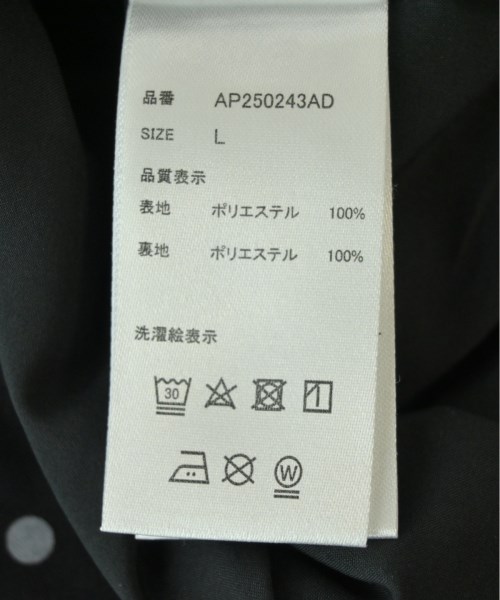 品番 AP250243AD
SIZE L
品質表示
表地 ポリエステル 100%
裏地 ポリエステル 100%
洗濯絵表示
30
W